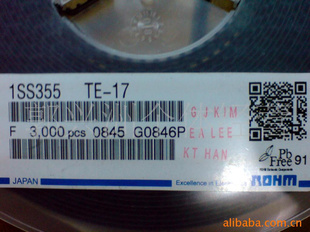 1SS355 TE-17
G J KIM
F 3,000 pcs 0845 G0846P
EA LEE
KT HAN
Pb
Free 91
JAPAN
Excellence in
ROHM
alibaba.com.cn